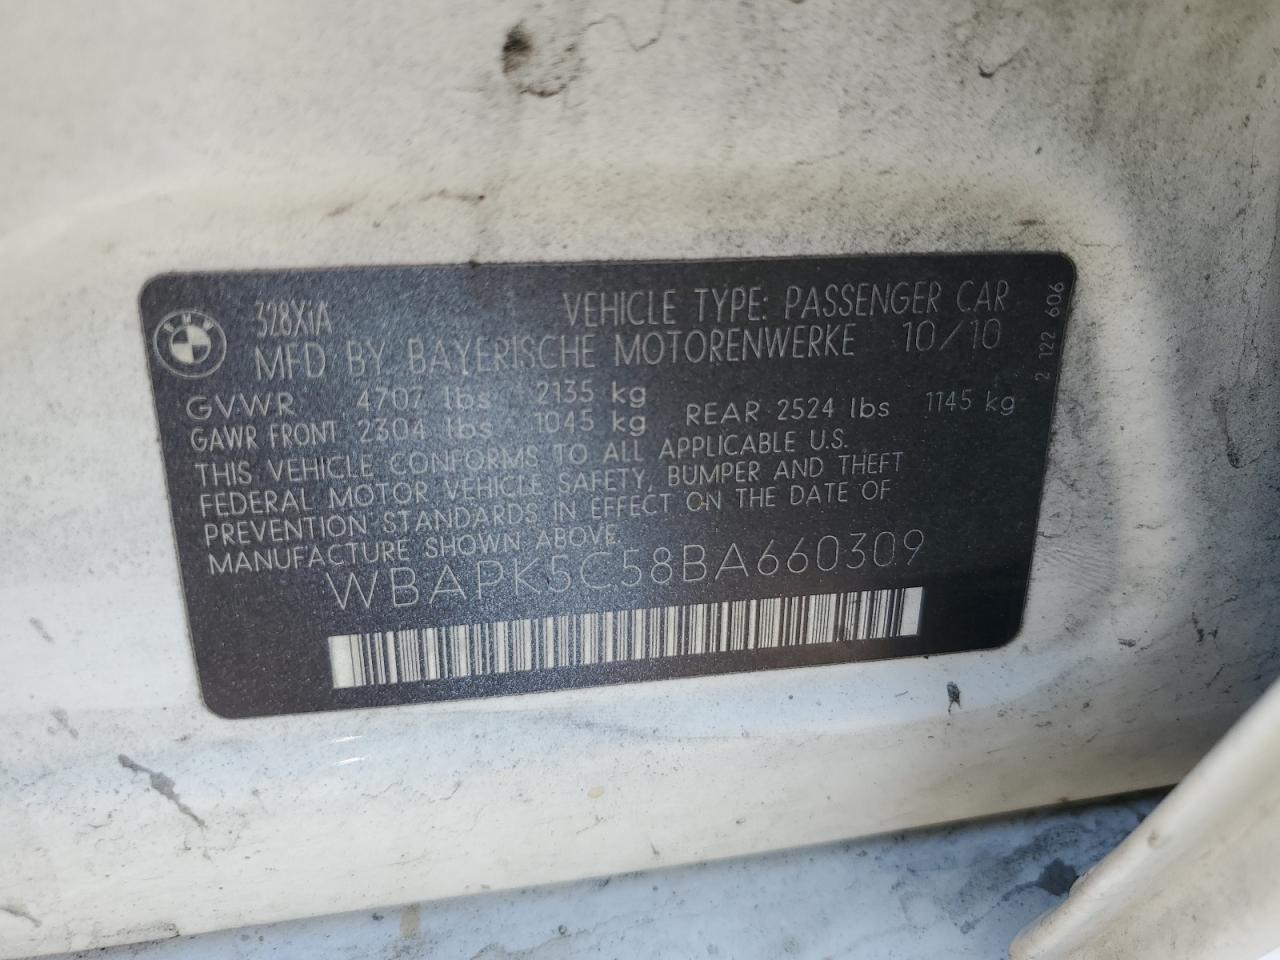 BMW
328XiA
VEHICLE TYPE: PASSENGER CAR
MFD BY BAYERISCHE MOTORENWERKE 10/10
GVWR 4707 lbs 2135 kg
GAWR FRONT 2304 lbs 1045 kg REAR 2524 lbs 1145 kg
THIS VEHICLE CONFORMS TO ALL APPLICABLE U.S.
FEDERAL MOTOR VEHICLE SAFETY, BUMPER AND THEFT
PREVENTION STANDARDS IN EFFECT ON THE DATE OF
MANUFACTURE SHOWN ABOVE
WBAPK5C58BA660309
2 122 606